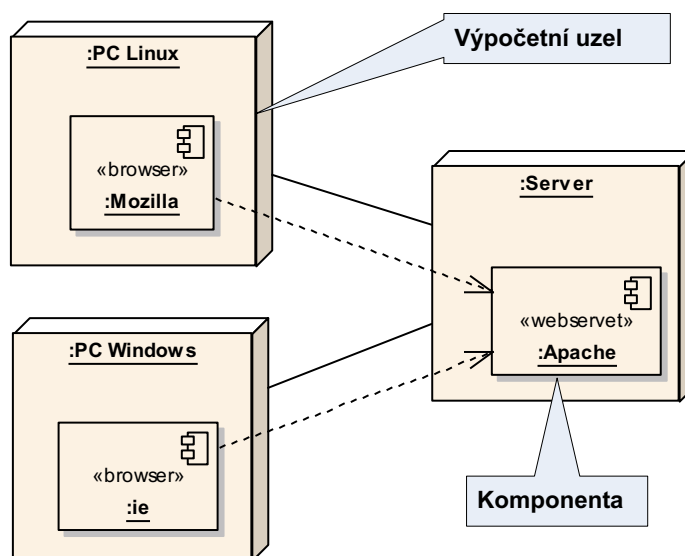 :PC Linux
Výpočetní uzel
«browser»
:Mozilla
:Server
«webservet»
:Apache
:PC Windows
«browser»
:ie
Komponenta